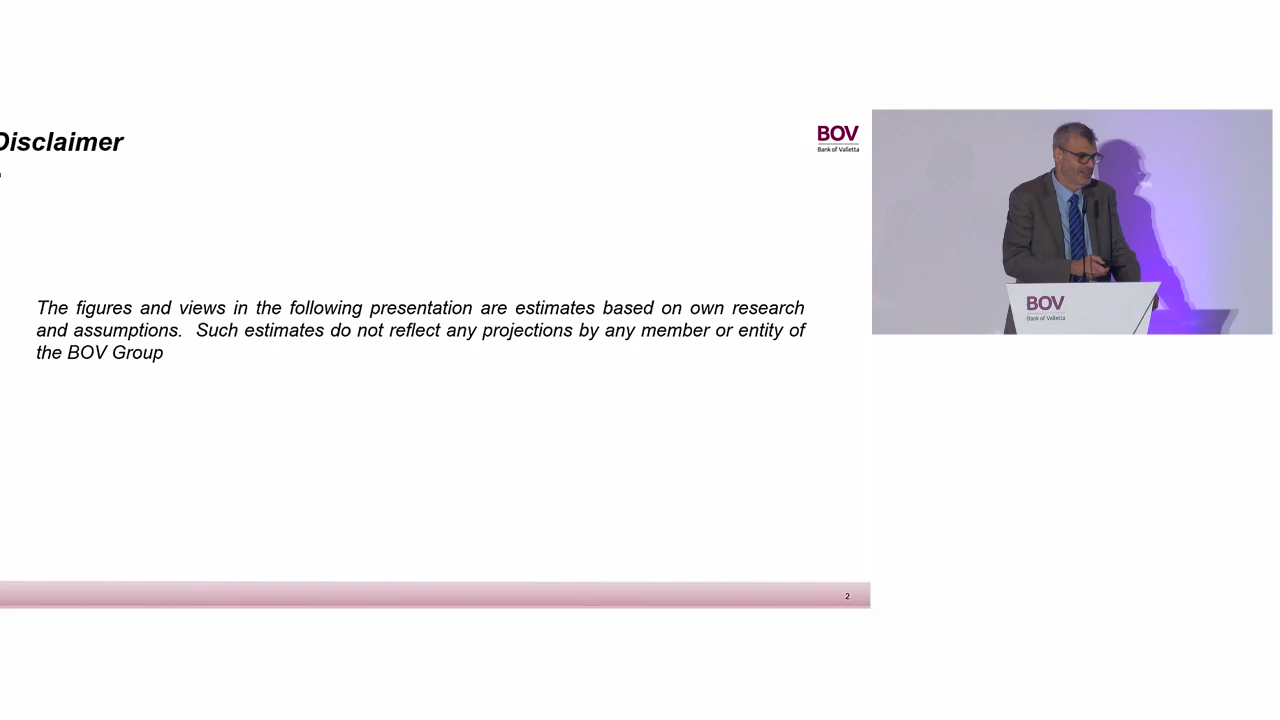 Disclaimer
BOV
Bank of Valletta
The figures and views in the following presentation are estimates based on own research
and assumptions.  Such estimates do not reflect any projections by any member or entity of
the BOV Group
2
BOV
Bank of Valletta